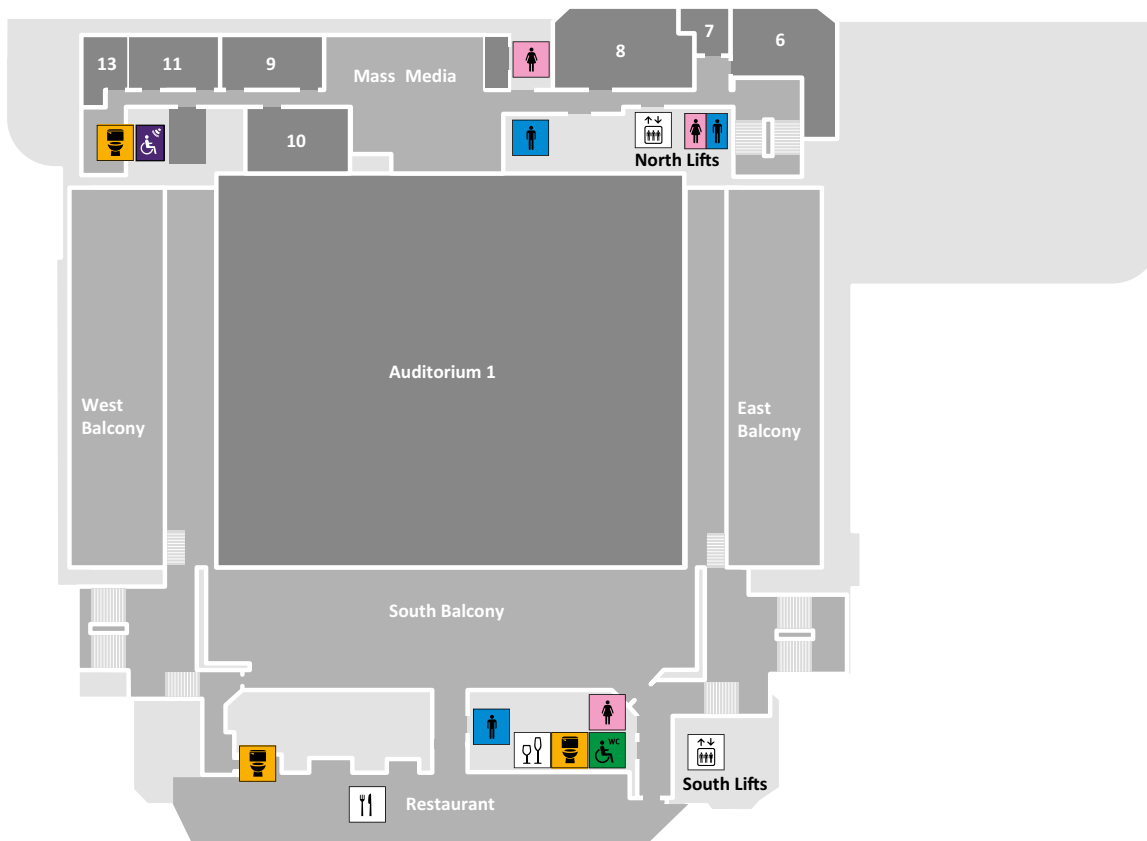 7
6
8
13
11
9
Mass Media
10
North Lifts
Auditorium 1
West
Balcony
East
Balcony
South Balcony
WC
South Lifts
Restaurant